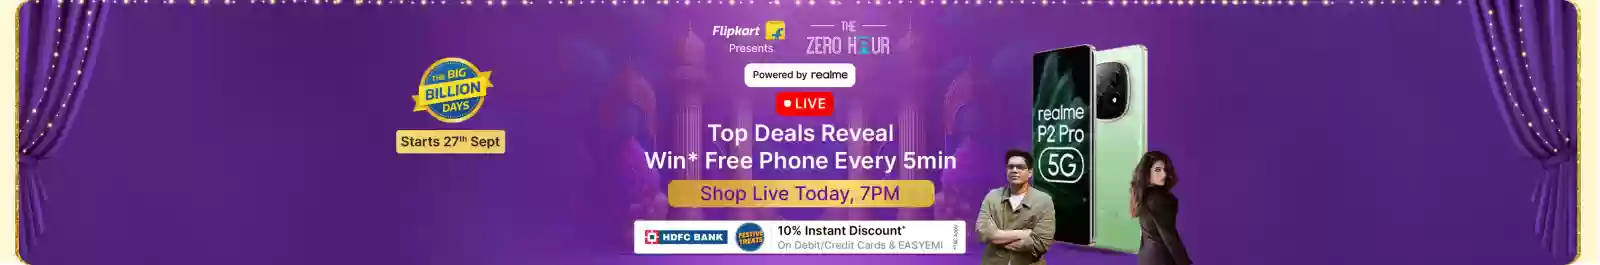 THE BIG
BILLION
DAYS
Starts 27th Sept
Flipkart
Presents
THE
ZERO HOUR
Powered by realme
LIVE
Top Deals Reveal
Win* Free Phone Every 5min
Shop Live Today, 7PM
HDFC BANK
FESTIVE
TREATS
10% Instant Discount*
On Debit/Credit Cards & EASYEMI
*T&C Apply
realme
P2 Pro
5G